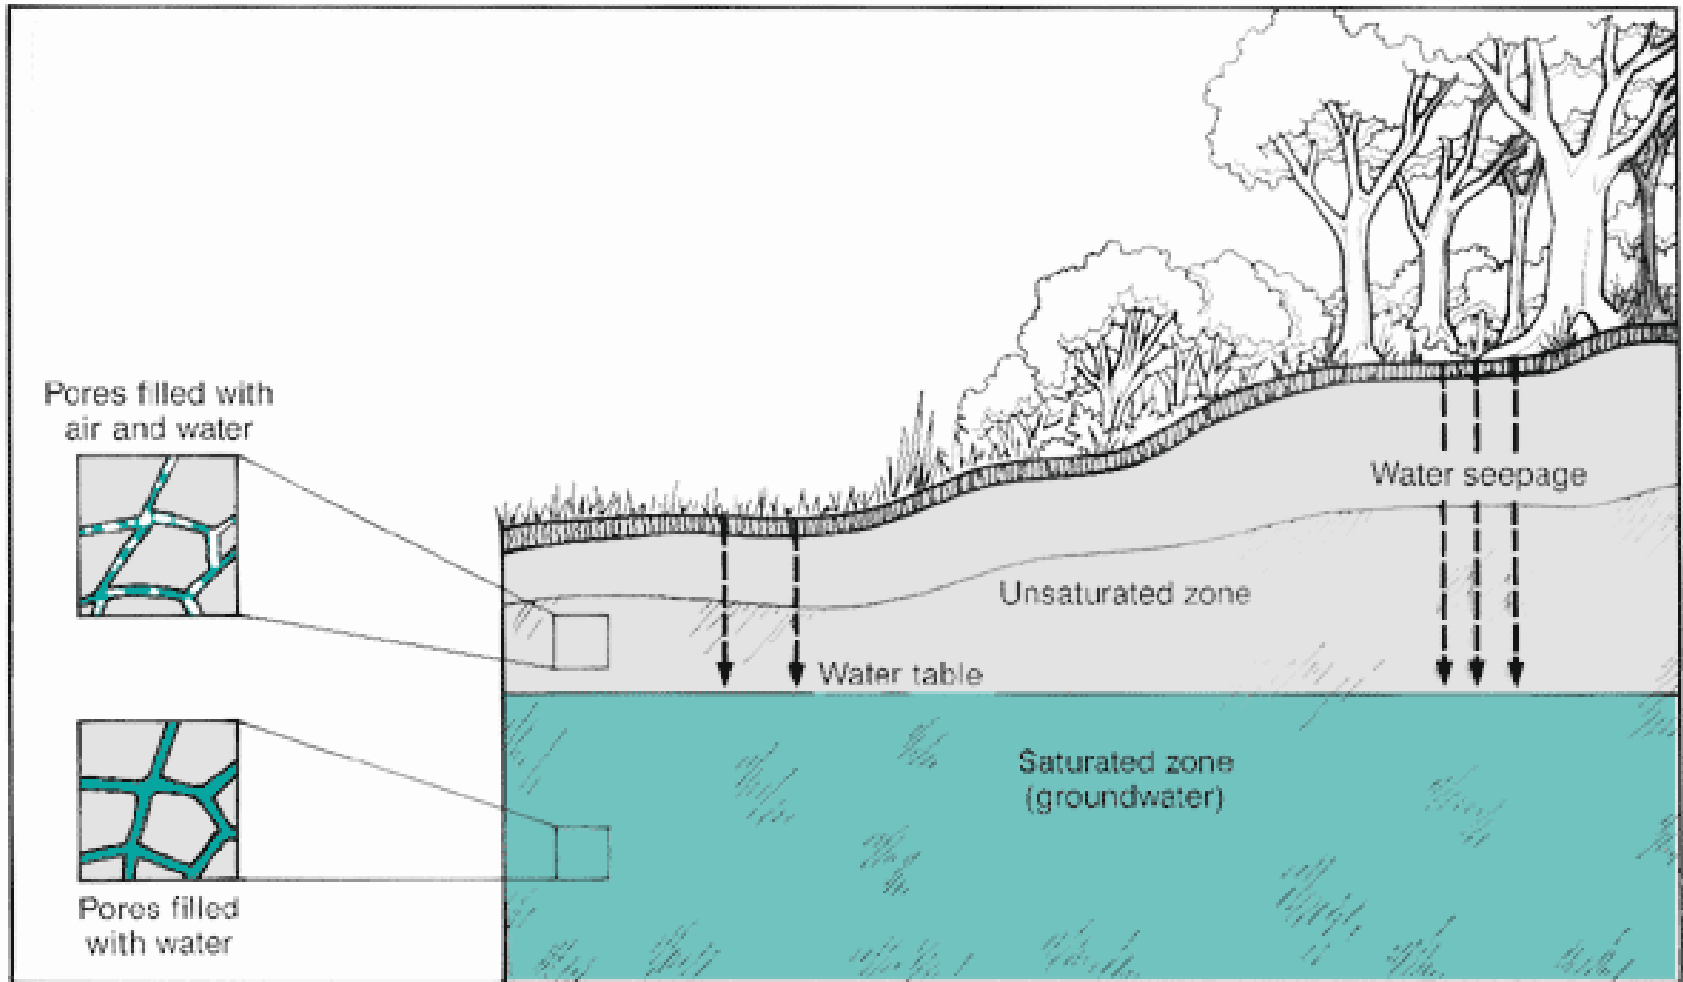 Pores filled with
air and water
Water seepage
Unsaturated zone
Water table
Saturated zone
(groundwater)
Pores filled
with water